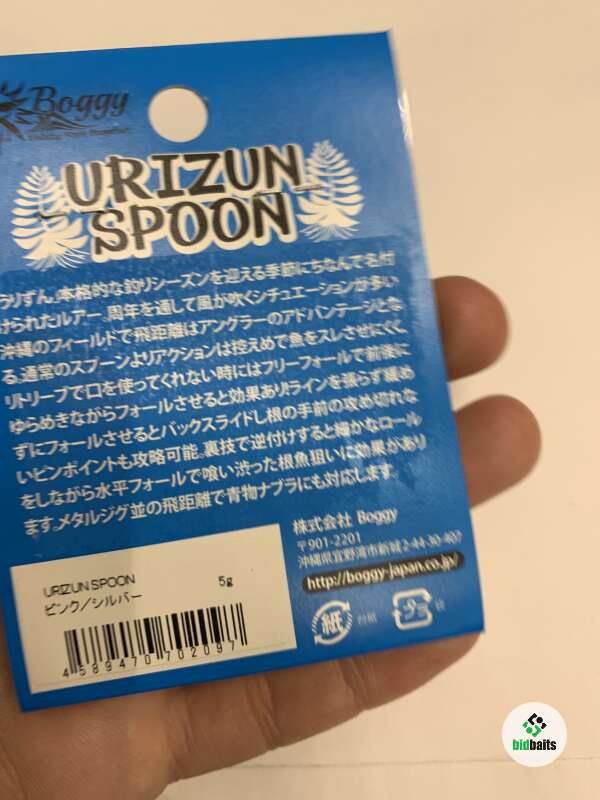 Boggy
URIZUN
SPOON
うりずん。本格的な釣りシーズンを迎える季節にちなんで名付
けられたルアー。周年を通して風が吹くシチュエーションが多い
沖縄のフィールドで飛距離はアングラーのアドバンテージとな
る。通常のスプーンよりアクションは控えめで魚をスレさせにくく、
リトリーブで口を使ってくれない時にはフリーフォールで前後に
ゆらめきながらフォールさせると効果あり!ラインを張らず緩め
ずにフォールさせるとバックスライドし根の手前の攻め切れな
いピンポイントも攻略可能。裏技で逆付けすると細かなロール
をしながら水平フォールで喰い渋った根魚狙いに効果があり
ます。メタルジグ並の飛距離で青物ナブラにも対応します。
株式会社 Boggy
〒901-2201
沖縄県宜野湾市新城2-44-30-407
http://boggy-japan.co.jp/
URIZUN SPOON 5g
ピンク／シルバー
4589470702097
紙 台紙 プラ 袋
bidbaits